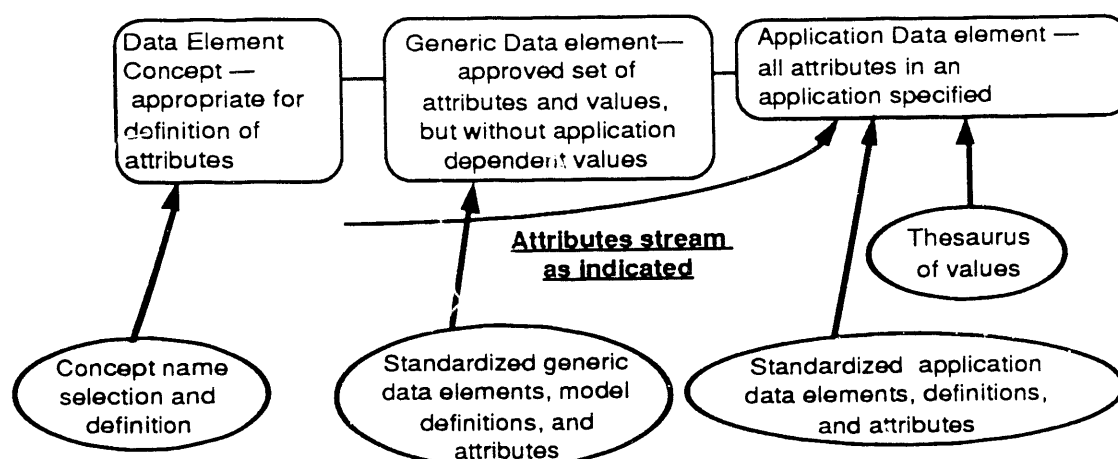 Data Element
Concept —
appropriate for
definition of
attributes
Generic Data element—
approved set of
attributes and values,
but without application
dependent values
Application Data element —
all attributes in an
application specified
Attributes stream
as indicated
Thesaurus
of values
Concept name
selection and
definition
Standardized generic
data elements, model
definitions, and
attributes
Standardized application
data elements, definitions,
and attributes